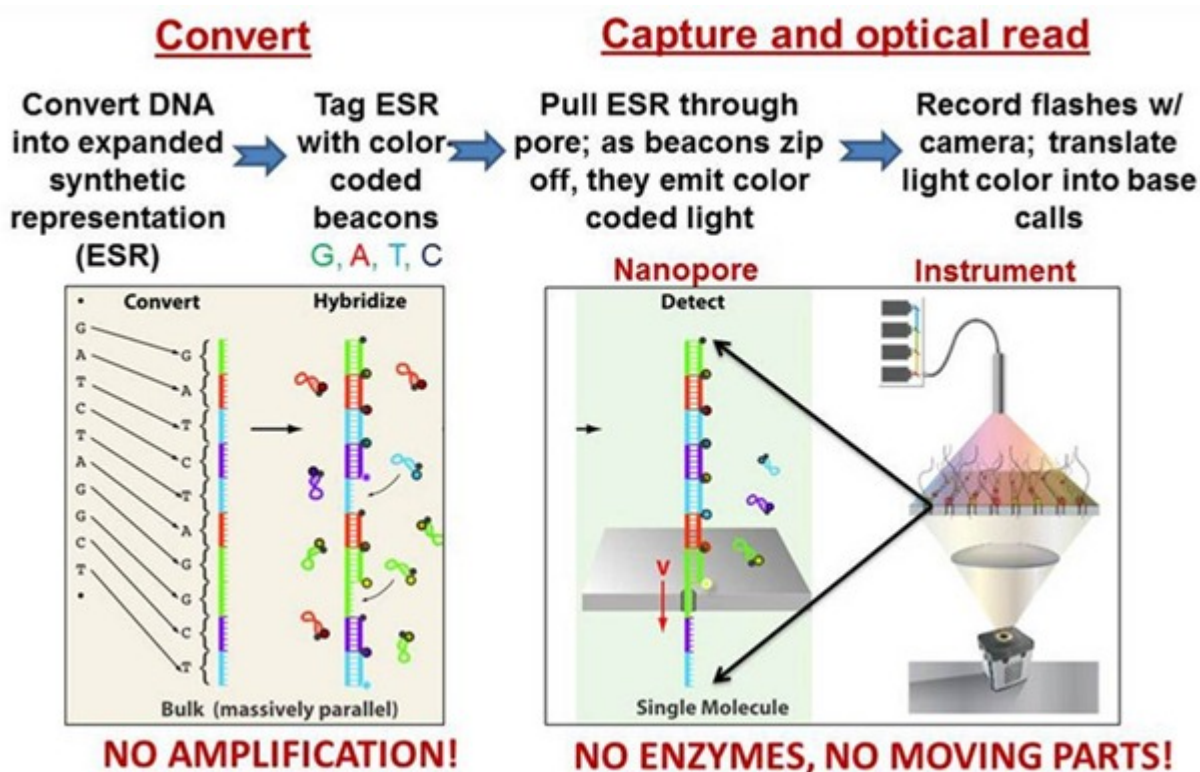 Convert
Capture and optical read
Convert DNA
into expanded
synthetic
representation
(ESR)
Tag ESR
with color-
coded
beacons
G, A, T, C
Pull ESR through
pore; as beacons zip
off, they emit color
coded light
Record flashes w/
camera; translate
light color into base
calls
Nanopore
Instrument
Convert
Hybridize
G
A
T
C
T
A
G
G
C
T
G
A
T
C
T
A
G
G
C
T
Bulk (massively parallel)
Detect
V
Single Molecule
NO AMPLIFICATION!
NO ENZYMES, NO MOVING PARTS!